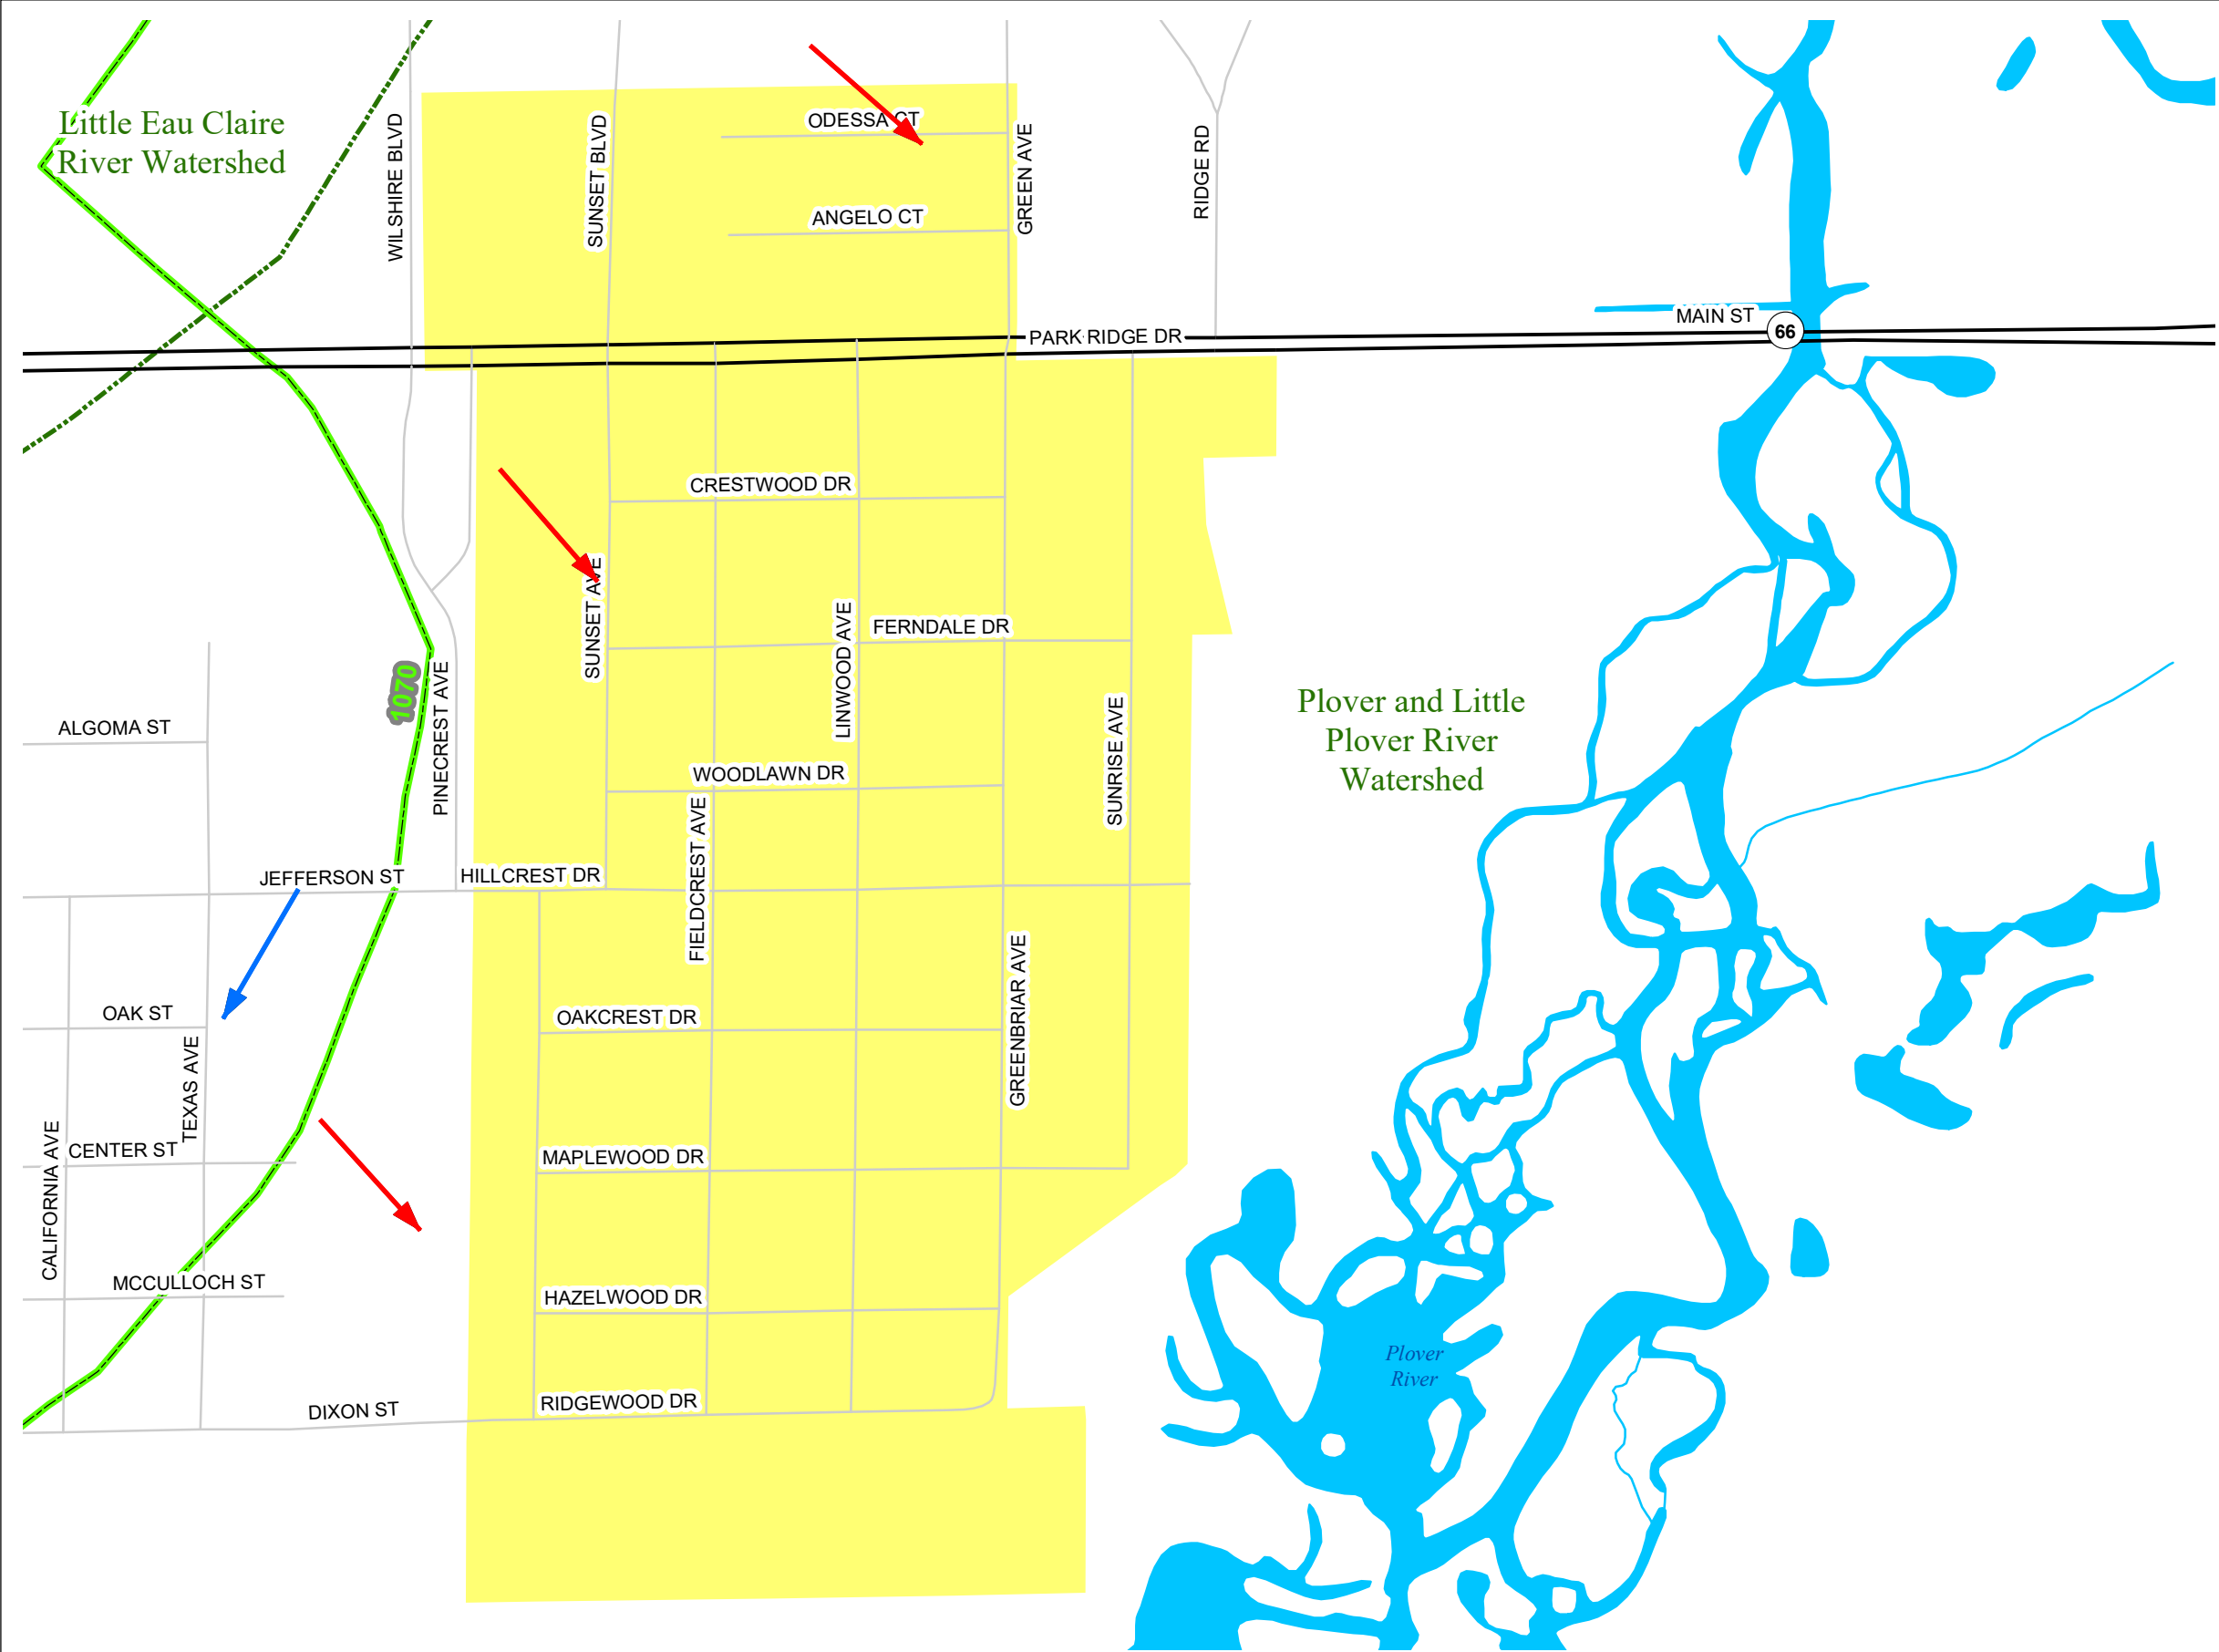 Little Eau Claire
River Watershed
WILSHIRE BLVD
SUNSET BLVD
ODESSA CT
ANGELO CT
GREEN AVE
RIDGE RD
PARK RIDGE DR
MAIN ST
66
CRESTWOOD DR
SUNSET AVE
FERNDALE DR
LINWOOD AVE
1070
PINECREST AVE
ALGOMA ST
WOODLAWN DR
SUNRISE AVE
Plover and Little
Plover River
Watershed
JEFFERSON ST
HILLCREST DR
FIELDCREST AVE
OAK ST
OAKCREST DR
GREENBRIAR AVE
TEXAS AVE
CENTER ST
CALIFORNIA AVE
MAPLEWOOD DR
MCCULLOCH ST
HAZELWOOD DR
Plover
River
DIXON ST
RIDGEWOOD DR